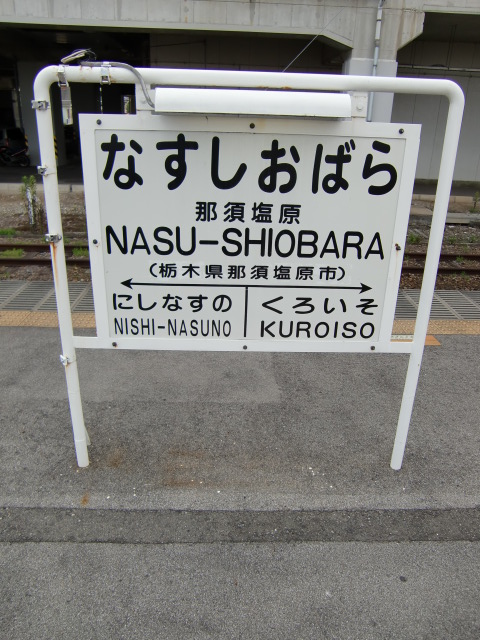 なすしおばら
那須塩原
NASU-SHIOBARA
(栃木県那須塩原市)
にしなすの くろいそ
NISHI-NASUNO KUROISO